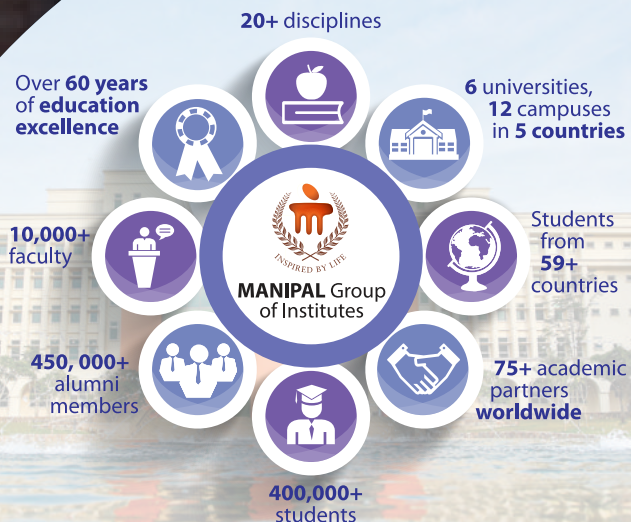 20+ disciplines
Over 60 years
of education
excellence
6 universities,
12 campuses
in 5 countries
10,000+
faculty
INSPIRED BY LIFE
MANIPAL Group
of Institutes
Students
from
59+
countries
450, 000+
alumni
members
75+ academic
partners
worldwide
400,000+
students